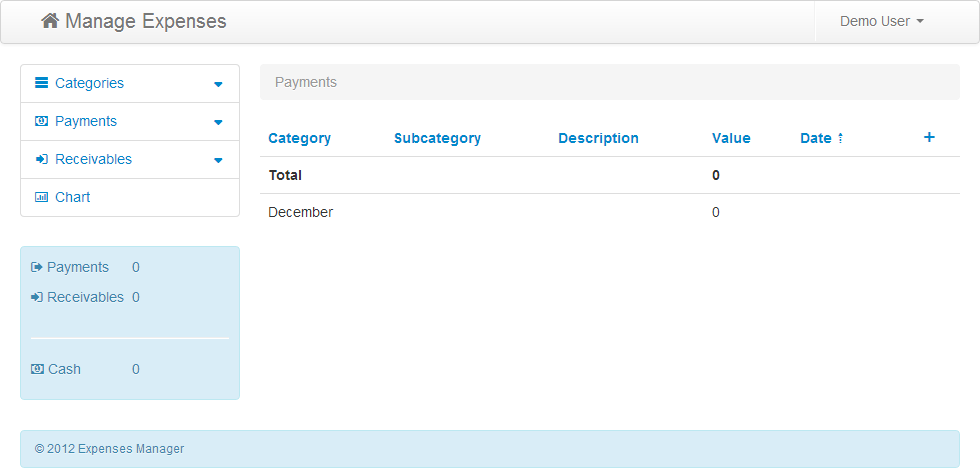 Manage Expenses Demo User
Categories
Payments
Receivables
Chart
Payments 0
Receivables 0
Cash 0
Payments
Category Subcategory Description Value Date +
Total 0
December 0
© 2012 Expenses Manager